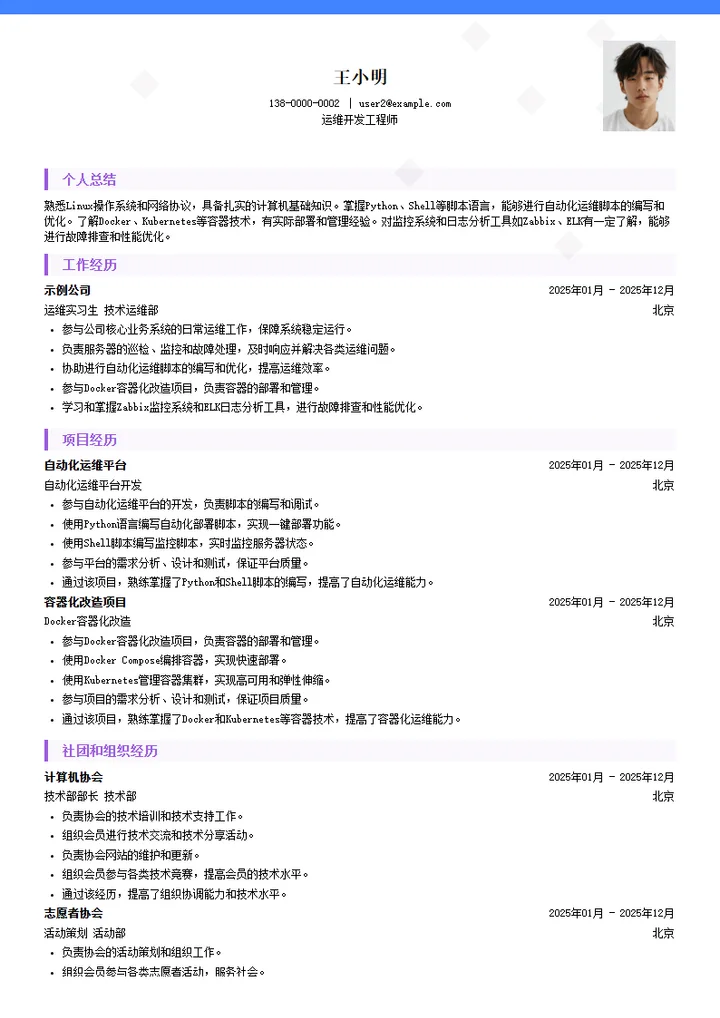 王小明
138-0000-0002 | user2@example.com
运维开发工程师
个人总结
熟悉Linux操作系统和网络协议，具备扎实的计算机基础知识。掌握Python、Shell等脚本语言，能够进行自动化运维脚本的编写和
优化。了解Docker、Kubernetes等容器技术，有实际部署和管理经验。对监控系统和日志分析工具如Zabbix、ELK有一定了解，能够
进行故障排查和性能优化。
工作经历
示例公司 2025年01月 - 2025年12月
运维实习生 技术运维部 北京
• 参与公司核心业务系统的日常运维工作，保障系统稳定运行。
• 负责服务器的巡检、监控和故障处理，及时响应并解决各类运维问题。
• 协助进行自动化运维脚本的编写和优化，提高运维效率。
• 参与Docker容器化改造项目，负责容器的部署和管理。
• 学习和掌握Zabbix监控系统和ELK日志分析工具，进行故障排查和性能优化。
项目经历
自动化运维平台 2025年01月 - 2025年12月
自动化运维平台开发 北京
• 参与自动化运维平台的开发，负责脚本的编写和调试。
• 使用Python语言编写自动化部署脚本，实现一键部署功能。
• 使用Shell脚本编写监控脚本，实时监控服务器状态。
• 参与平台的需求分析、设计和测试，保证平台质量。
• 通过该项目，熟练掌握了Python和Shell脚本的编写，提高了自动化运维能力。
容器化改造项目 2025年01月 - 2025年12月
Docker容器化改造 北京
• 参与Docker容器化改造项目，负责容器的部署和管理。
• 使用Docker Compose编排容器，实现快速部署。
• 使用Kubernetes管理容器集群，实现高可用和弹性伸缩。
• 参与项目的需求分析、设计和测试，保证项目质量。
• 通过该项目，熟练掌握了Docker和Kubernetes等容器技术，提高了容器化运维能力。
社团和组织经历
计算机协会 2025年01月 - 2025年12月
技术部部长 技术部 北京
• 负责协会的技术培训和技术支持工作。
• 组织会员进行技术交流和技术分享活动。
• 负责协会网站的维护和更新。
• 组织会员参与各类技术竞赛，提高会员的技术水平。
• 通过该经历，提高了组织协调能力和技术水平。
志愿者协会 2025年01月 - 2025年12月
活动策划 活动部 北京
• 负责协会的活动策划和组织工作。
• 组织会员参与各类志愿者活动，服务社会。